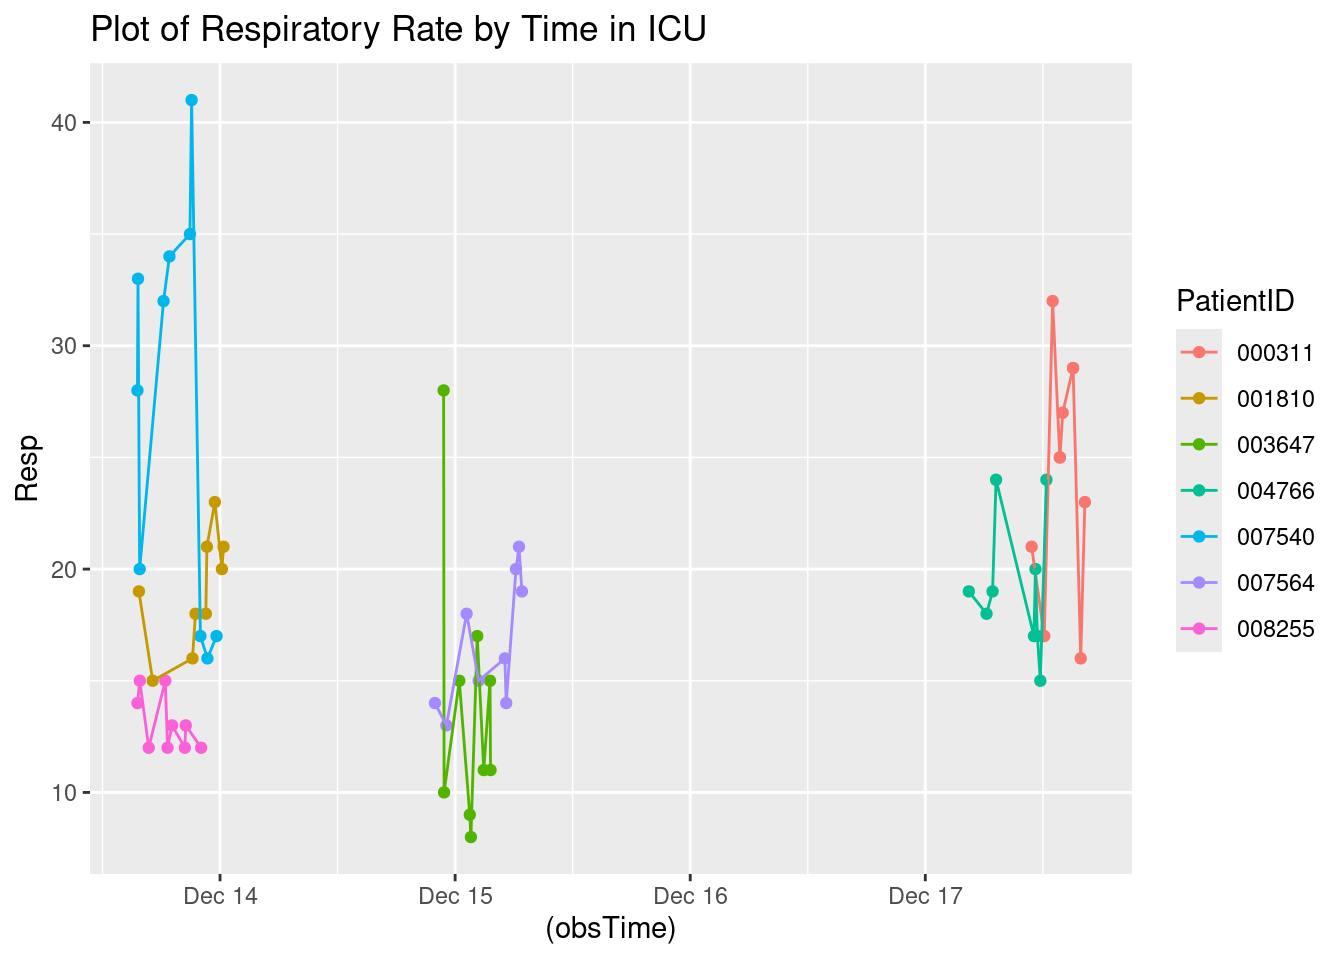 Plot of Respiratory Rate by Time in ICU
40
30
20
10
Resp
Dec 14
Dec 15
Dec 16
Dec 17
(obsTime)
PatientID
000311
001810
003647
004766
007540
007564
008255